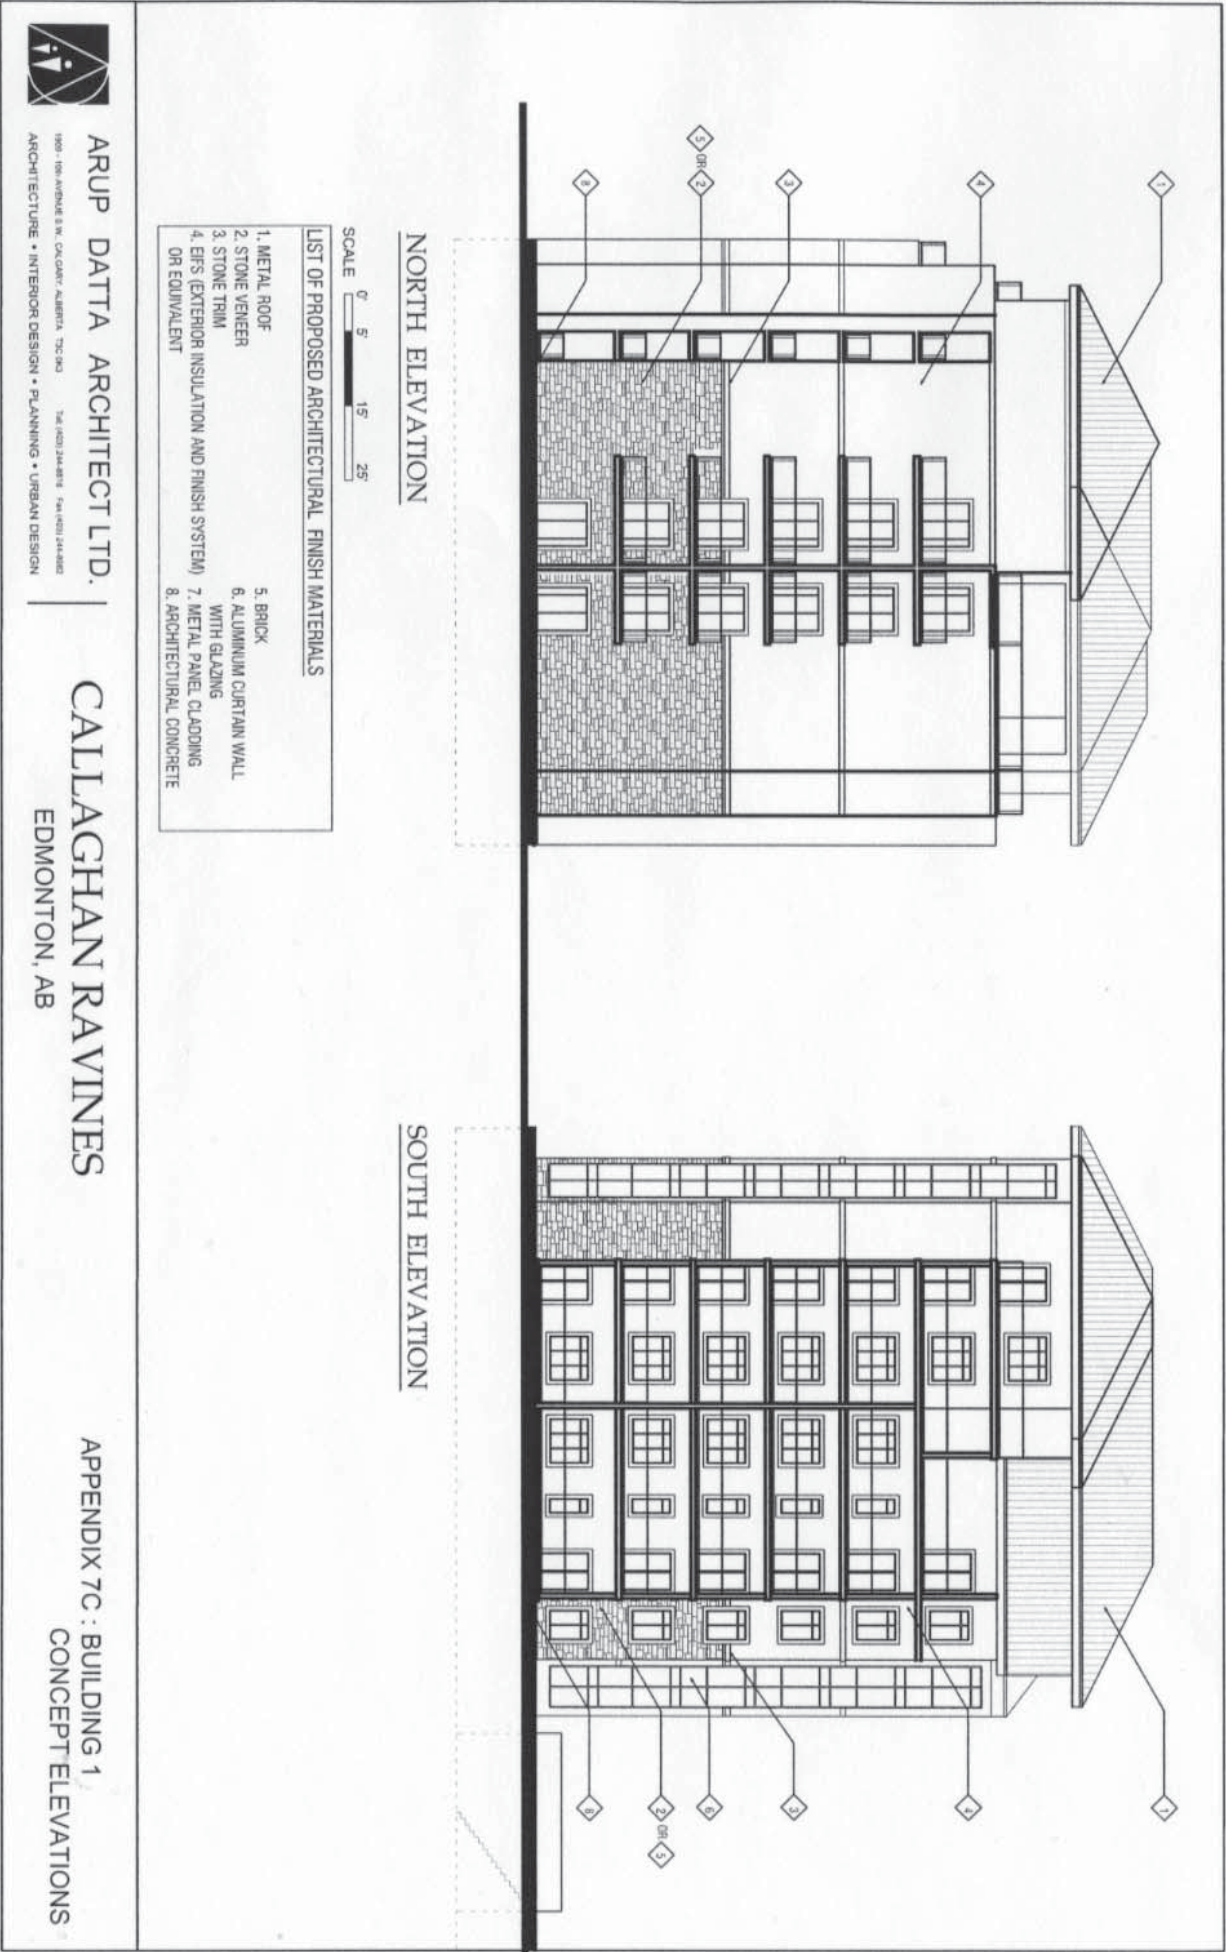 1
4
3
5 OR 2
8
NORTH ELEVATION
SCALE 0' 5' 15' 25'
1
4
3
6
2 OR 5
8
SOUTH ELEVATION
LIST OF PROPOSED ARCHITECTURAL FINISH MATERIALS
1. METAL ROOF
2. STONE VENEER
3. STONE TRIM
4. EIFS (EXTERIOR INSULATION AND FINISH SYSTEM)
OR EQUIVALENT
5. BRICK
6. ALUMINUM CURTAIN WALL
WITH GLAZING
7. METAL PANEL CLADDING
8. ARCHITECTURAL CONCRETE
ARUP DATTA ARCHITECT LTD.
AVENUE S.W. CALGARY, ALBERTA
ARCHITECTURE • INTERIOR DESIGN • PLANNING • URBAN DESIGN
CALLAGHAN RAVINES
EDMONTON, AB
APPENDIX 7C : BUILDING 1
CONCEPT ELEVATIONS